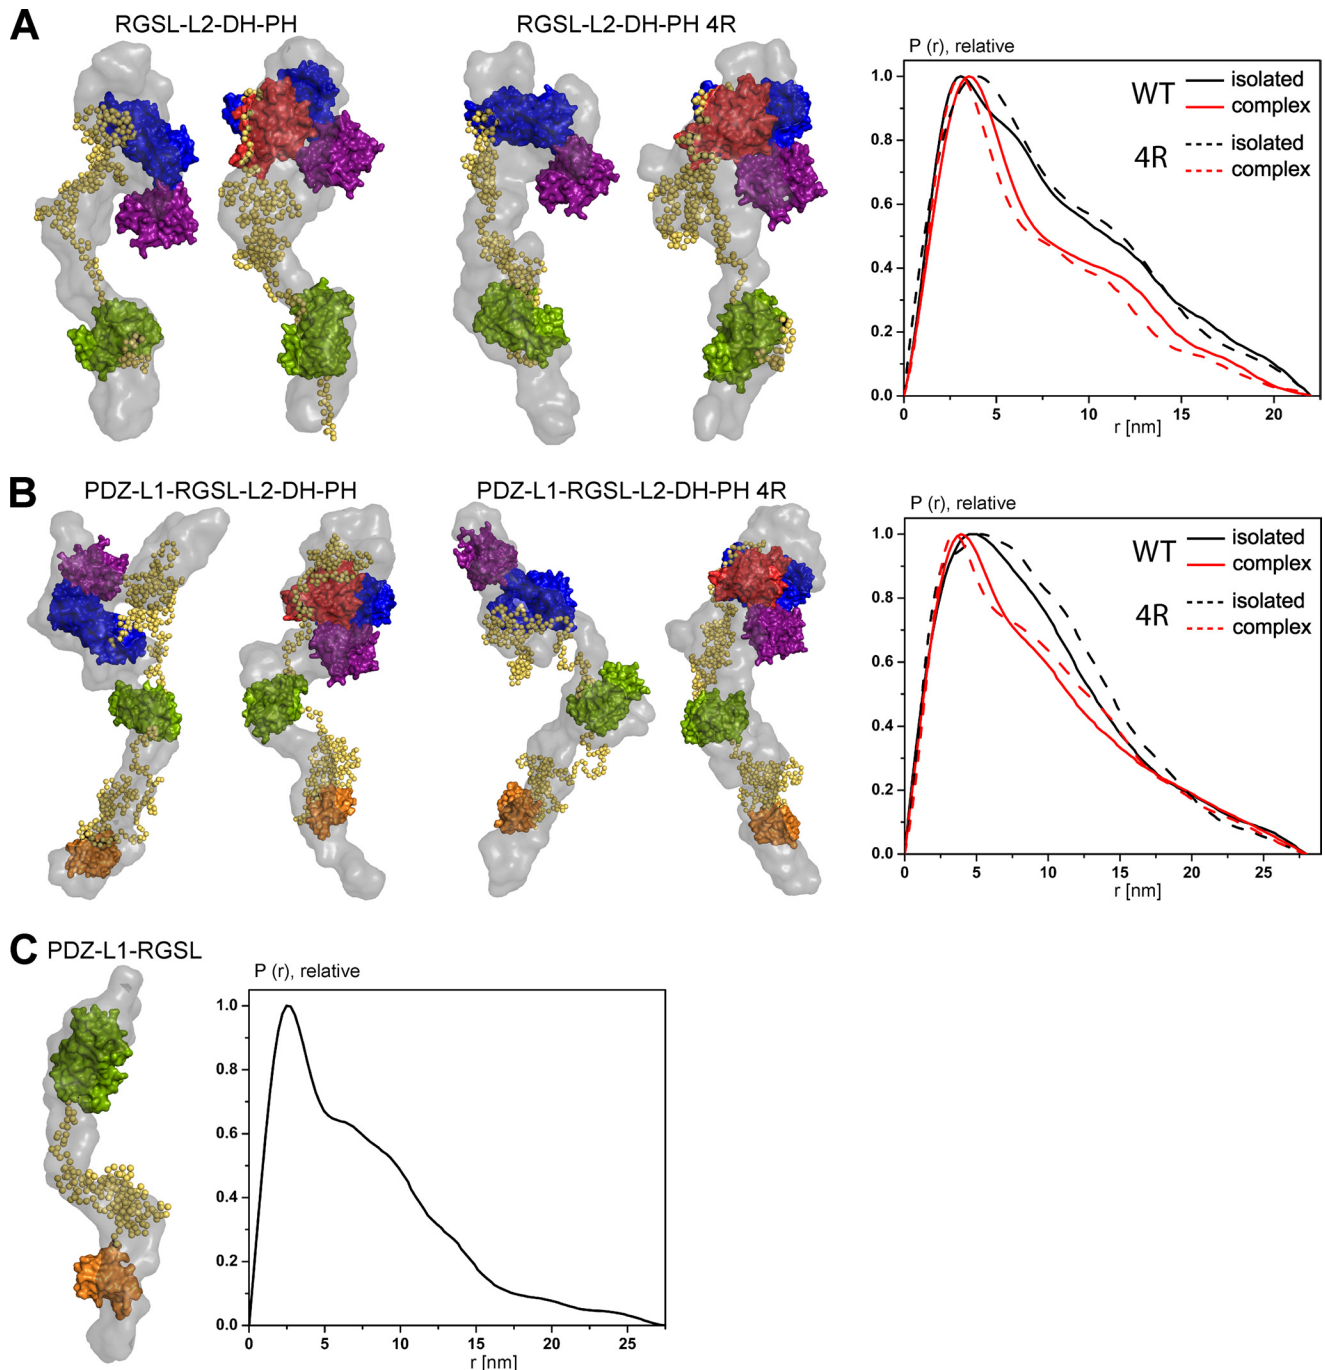 A
RGSL-L2-DH-PH
RGSL-L2-DH-PH 4R
P (r), relative
WT
isolated
complex
4R
isolated
complex
1.0
0.8
0.6
0.4
0.2
0.0
0 5 10 15 20
r [nm]
B
PDZ-L1-RGSL-L2-DH-PH
PDZ-L1-RGSL-L2-DH-PH 4R
P (r), relative
WT
isolated
complex
4R
isolated
complex
1.0
0.8
0.6
0.4
0.2
0.0
0 5 10 15 20 25
r [nm]
C
PDZ-L1-RGSL
P (r), relative
1.0
0.8
0.6
0.4
0.2
0.0
0 5 10 15 20 25
r [nm]